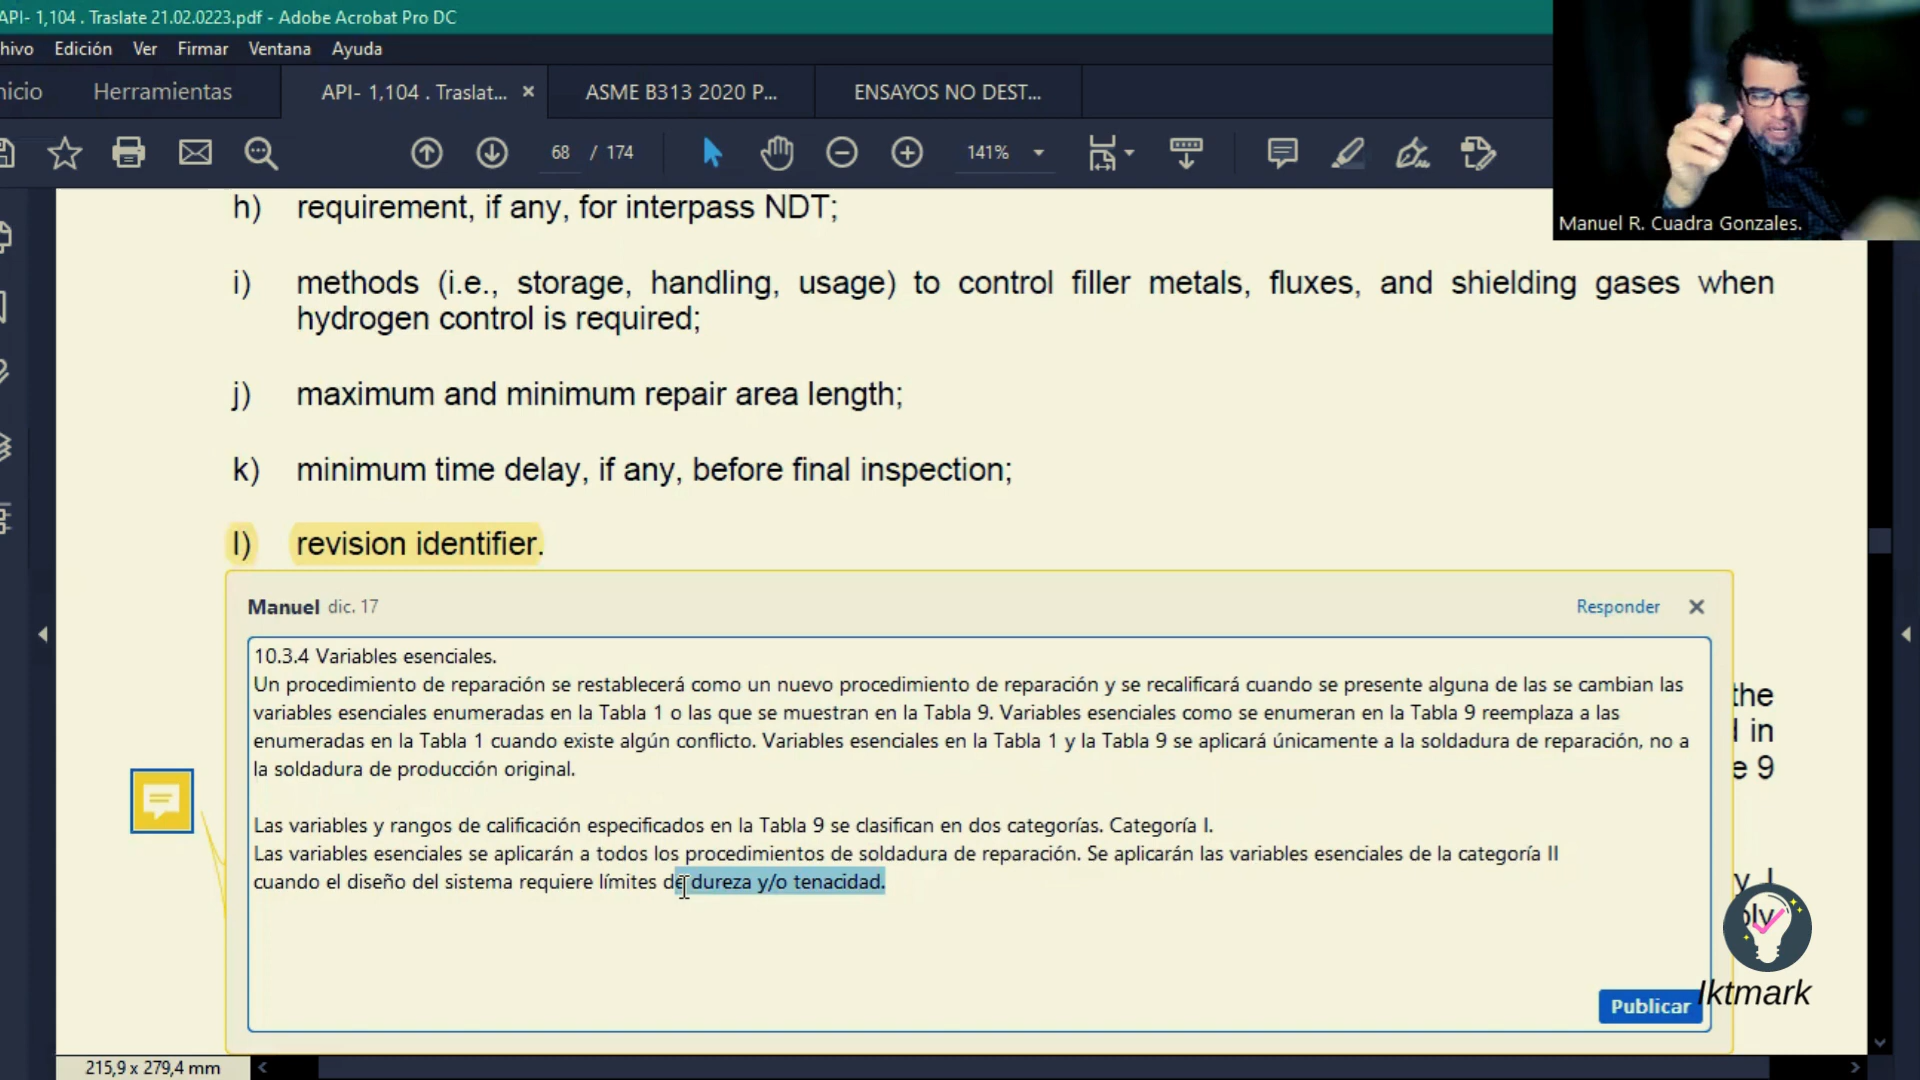 API- 1,104 . Traslate 21.02.0223.pdf - Adobe Acrobat Pro DC
hivo Edición Ver Firmar Ventana Ayuda
nicio Herramientas API- 1,104 . Traslat... × ASME B313 2020 P... ENSAYOS NO DEST...
68 / 174 141%
Manuel R. Cuadra Gonzales.
h) requirement, if any, for interpass NDT;
i) methods (i.e., storage, handling, usage) to control filler metals, fluxes, and shielding gases when
hydrogen control is required;
j) maximum and minimum repair area length;
k) minimum time delay, if any, before final inspection;
l) revision identifier.
Manuel dic. 17 Responder
10.3.4 Variables esenciales.
Un procedimiento de reparación se restablecerá como un nuevo procedimiento de reparación y se recalificará cuando se presente alguna de las se cambian las
variables esenciales enumeradas en la Tabla 1 o las que se muestran en la Tabla 9. Variables esenciales como se enumeran en la Tabla 9 reemplaza a las
enumeradas en la Tabla 1 cuando existe algún conflicto. Variables esenciales en la Tabla 1 y la Tabla 9 se aplicará únicamente a la soldadura de reparación, no a
la soldadura de producción original.
Las variables y rangos de calificación especificados en la Tabla 9 se clasifican en dos categorías. Categoría I.
Las variables esenciales se aplicarán a todos los procedimientos de soldadura de reparación. Se aplicarán las variables esenciales de la categoría II
cuando el diseño del sistema requiere límites de dureza y/o tenacidad.
the
in
e 9
y I
Publicar
Iktmark
215,9 x 279,4 mm